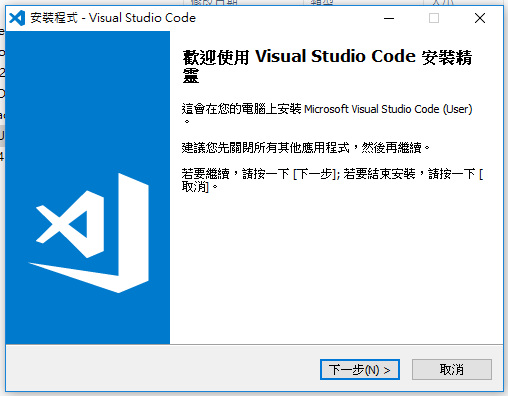 安裝程式 - Visual Studio Code
歡迎使用 Visual Studio Code 安裝精
靈
這會在您的電腦上安裝 Microsoft Visual Studio Code (User)
。
建議您先關閉所有其他應用程式，然後再繼續。
若要繼續，請按一下 [下一步]; 若要結束安裝，請按一下 [
取消]。
下一步(N) >
取消